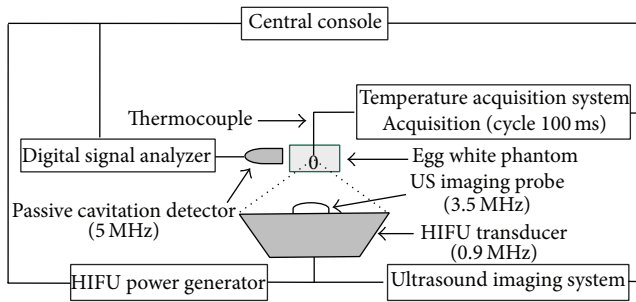 Central console
Temperature acquisition system
Acquisition (cycle 100 ms)
Thermocouple
Digital signal analyzer
Egg white phantom
US imaging probe
(3.5 MHz)
Passive cavitation detector
(5 MHz)
HIFU transducer
(0.9 MHz)
HIFU power generator
Ultrasound imaging system